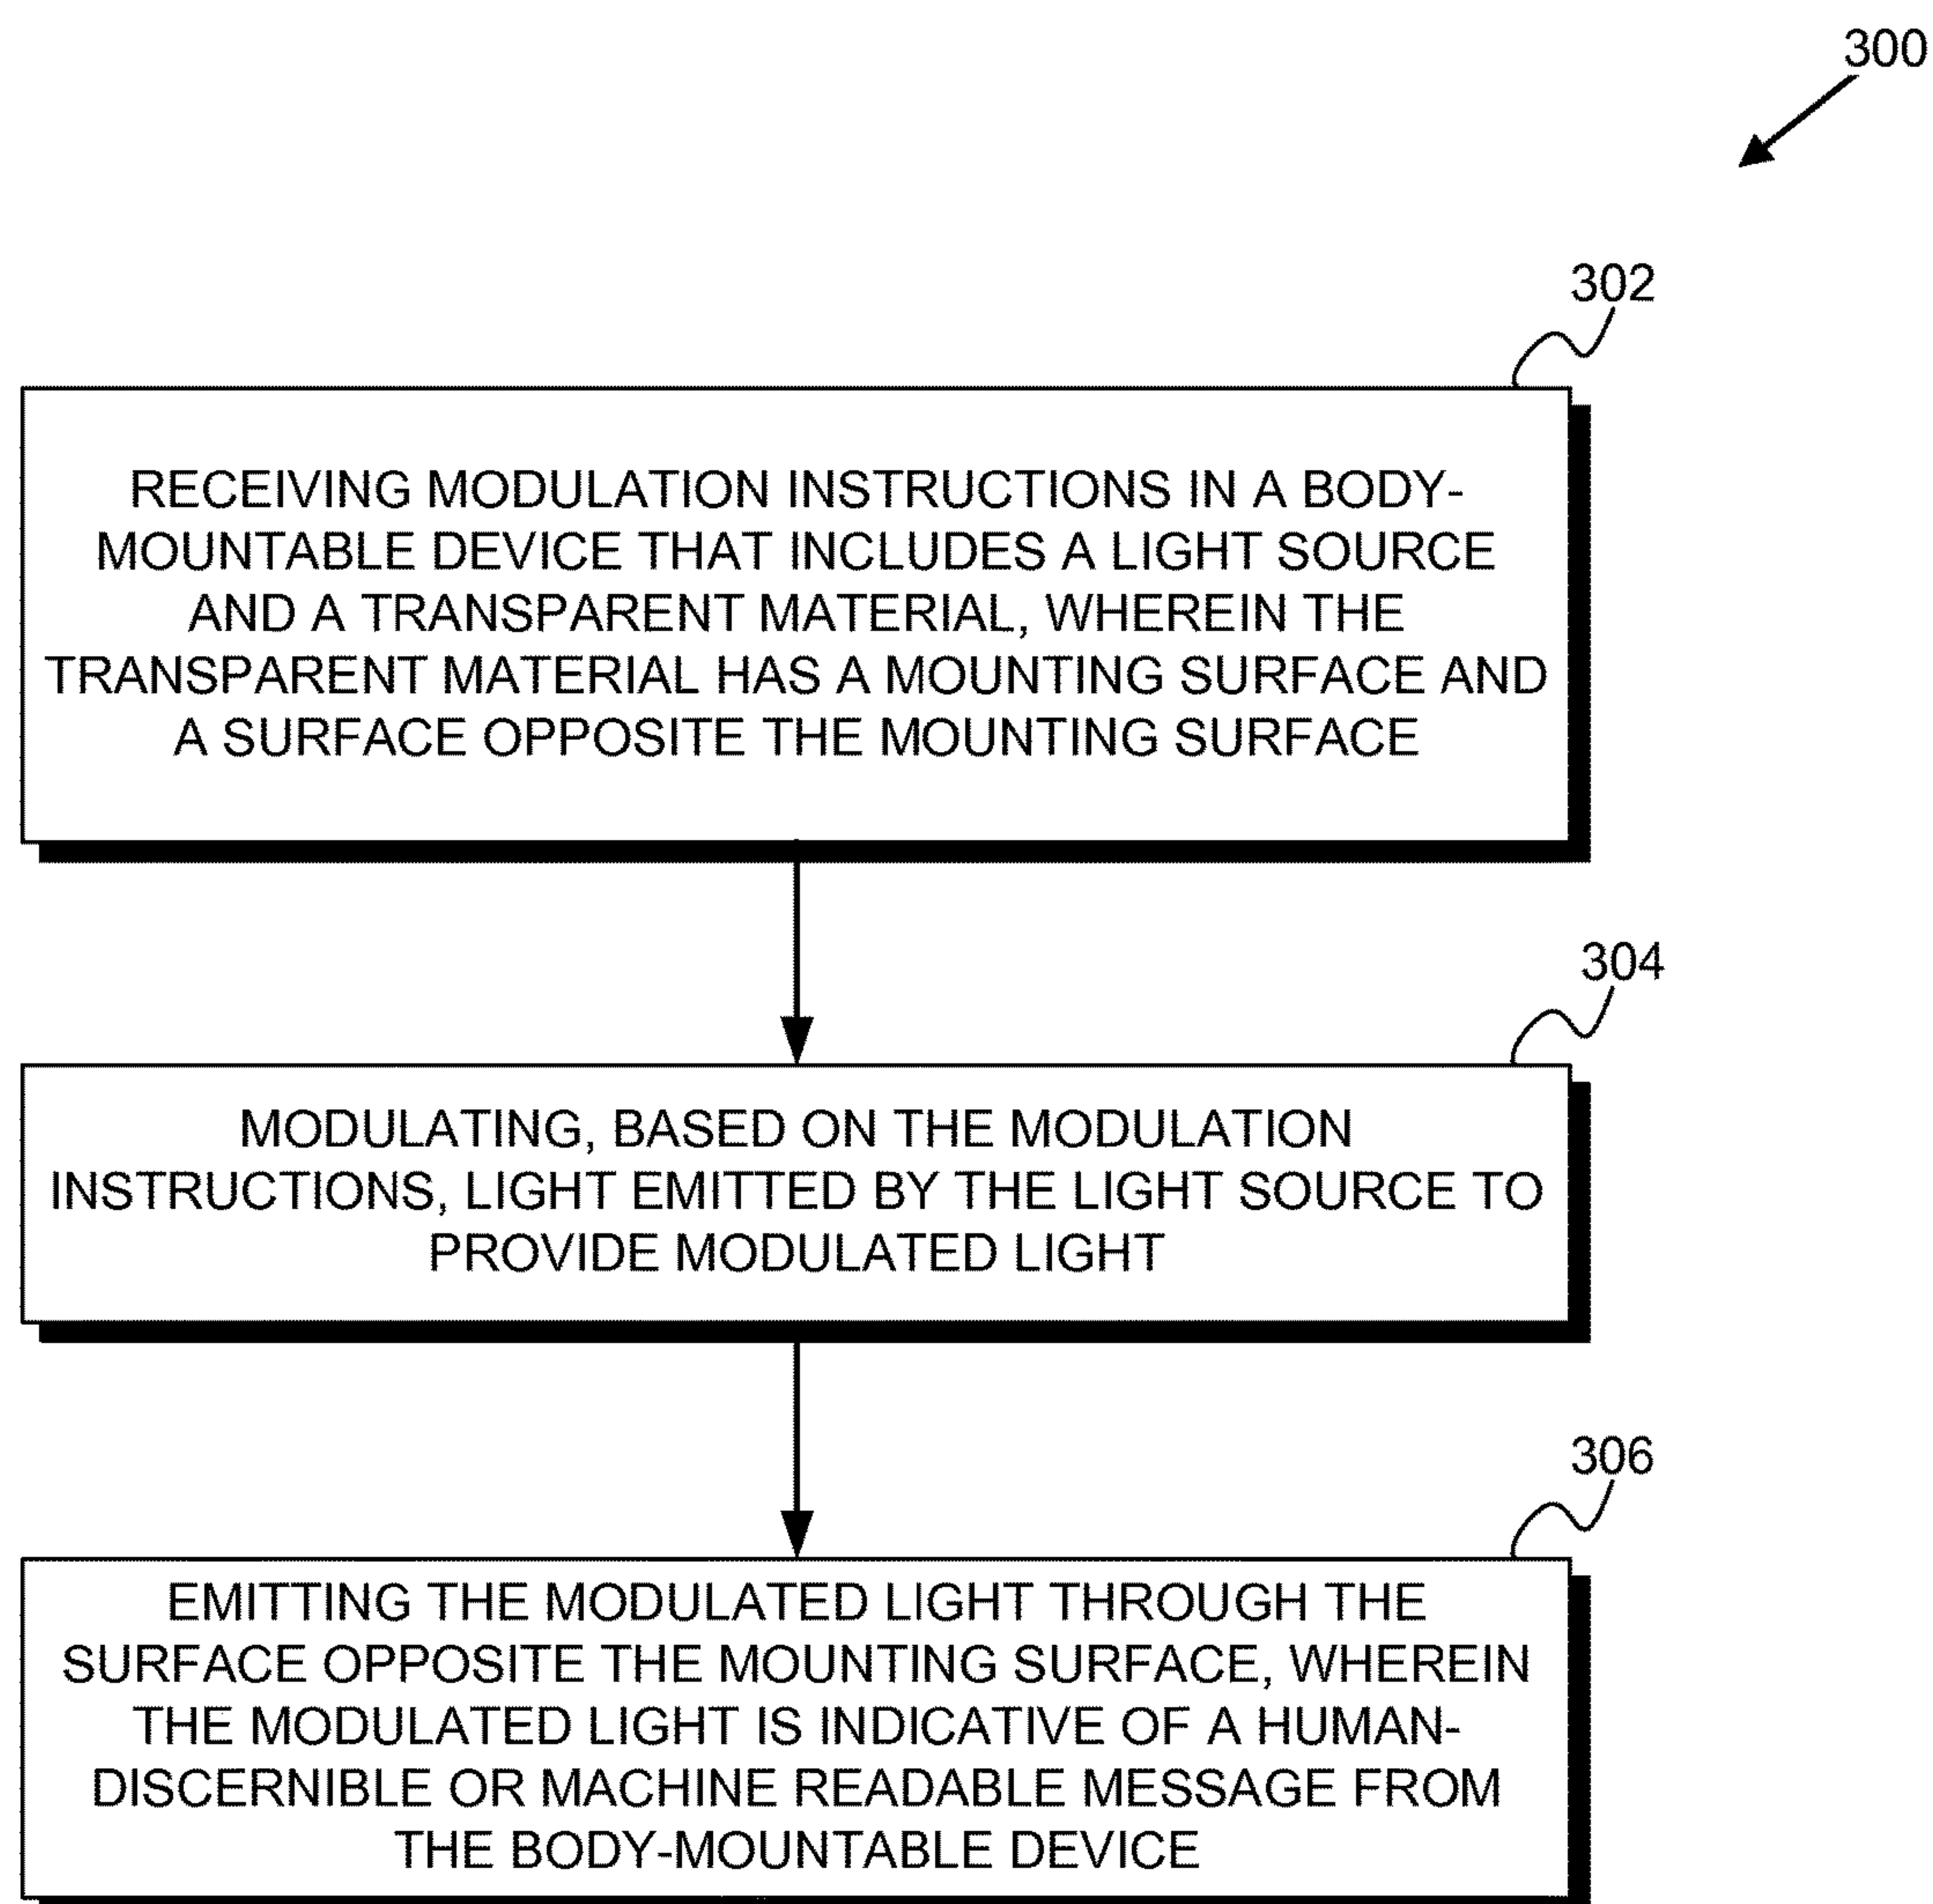 300
302
RECEIVING MODULATION INSTRUCTIONS IN A BODY-
MOUNTABLE DEVICE THAT INCLUDES A LIGHT SOURCE
AND A TRANSPARENT MATERIAL, WHEREIN THE
TRANSPARENT MATERIAL HAS A MOUNTING SURFACE AND
A SURFACE OPPOSITE THE MOUNTING SURFACE
304
MODULATING, BASED ON THE MODULATION
INSTRUCTIONS, LIGHT EMITTED BY THE LIGHT SOURCE TO
PROVIDE MODULATED LIGHT
306
EMITTING THE MODULATED LIGHT THROUGH THE
SURFACE OPPOSITE THE MOUNTING SURFACE, WHEREIN
THE MODULATED LIGHT IS INDICATIVE OF A HUMAN-
DISCERNIBLE OR MACHINE READABLE MESSAGE FROM
THE BODY-MOUNTABLE DEVICE